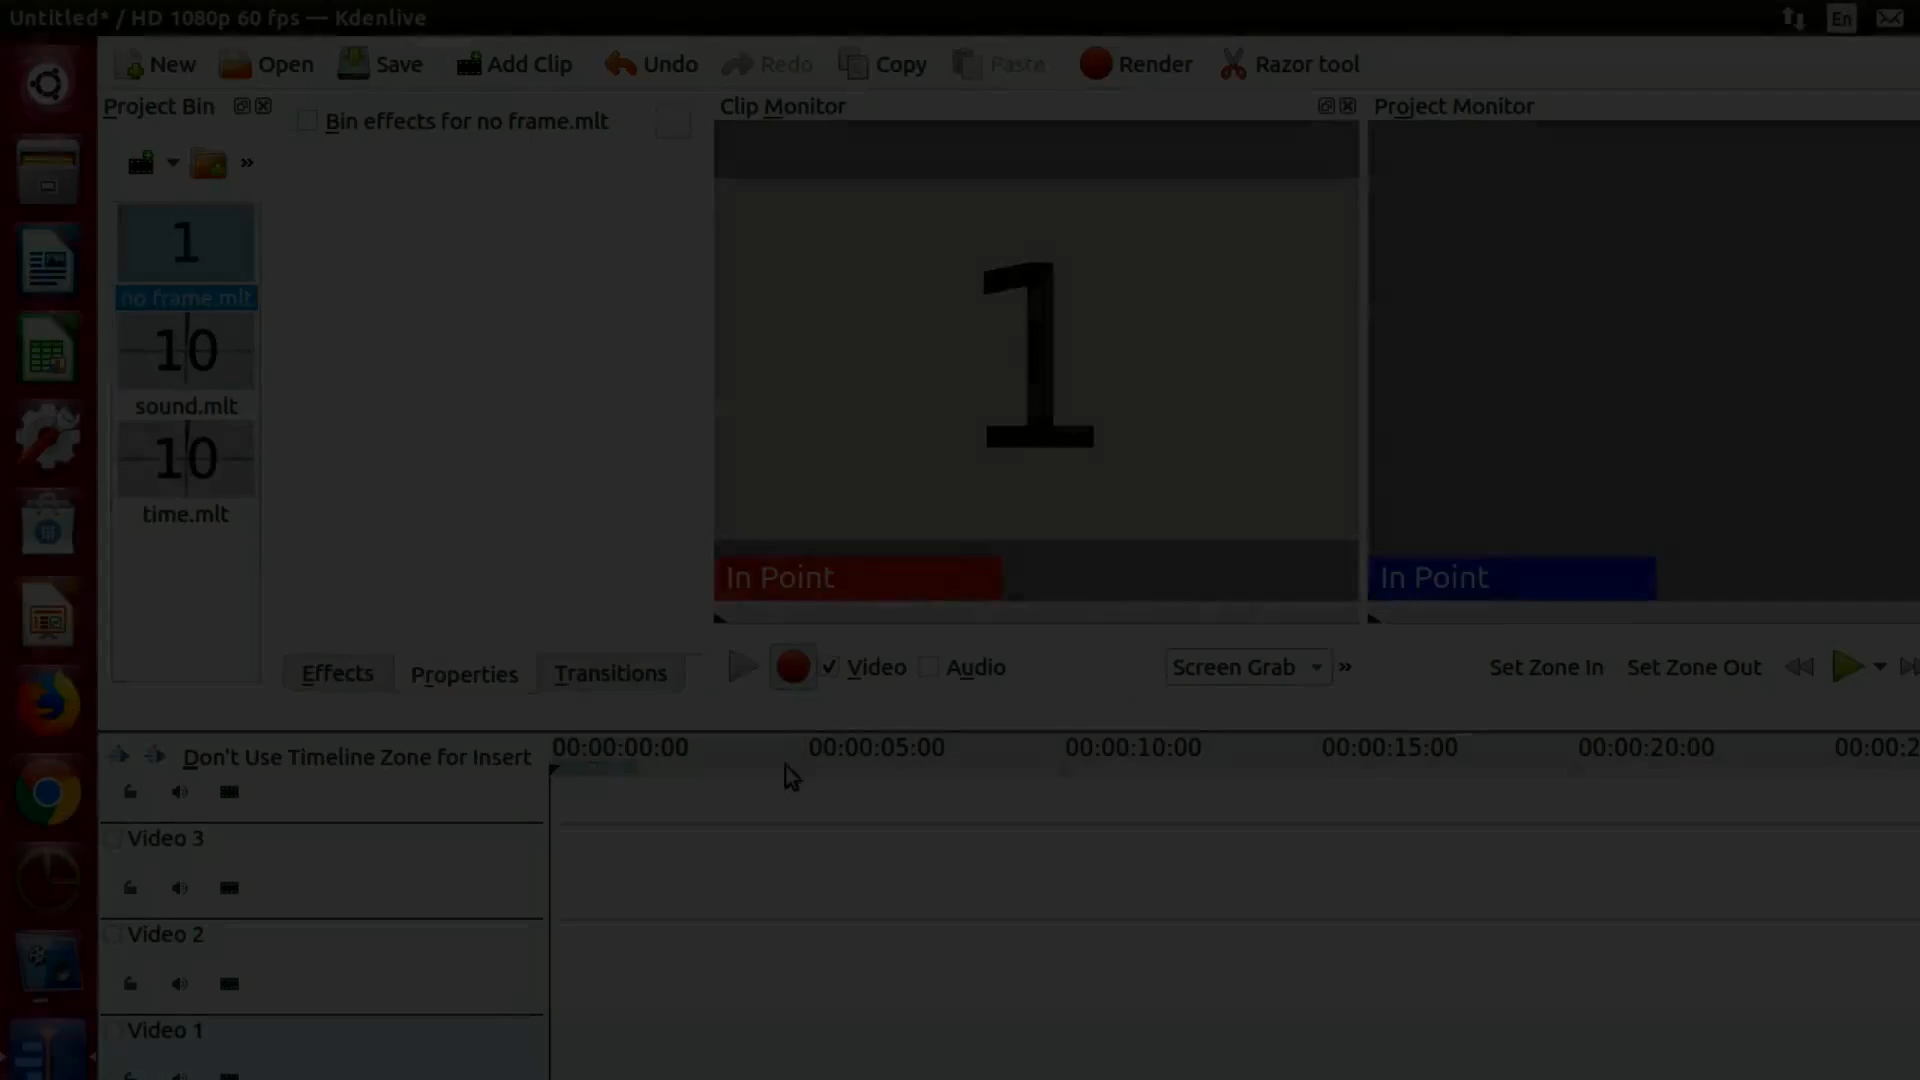 Untitled* / HD 1080p 60 fps — Kdenlive
En
New Open Save Add Clip Undo Redo Copy Paste Render Razor tool
Project Bin
Bin effects for no frame.mlt
Clip Monitor
Project Monitor
»
1
no frame.mlt
10
sound.mlt
10
time.mlt
1
In Point
In Point
Effects Properties Transitions
Video Audio Screen Grab »
Set Zone In Set Zone Out
Don't Use Timeline Zone for Insert
00:00:00:00 00:00:05:00 00:00:10:00 00:00:15:00 00:00:20:00 00:00:2
Video 3
Video 2
Video 1